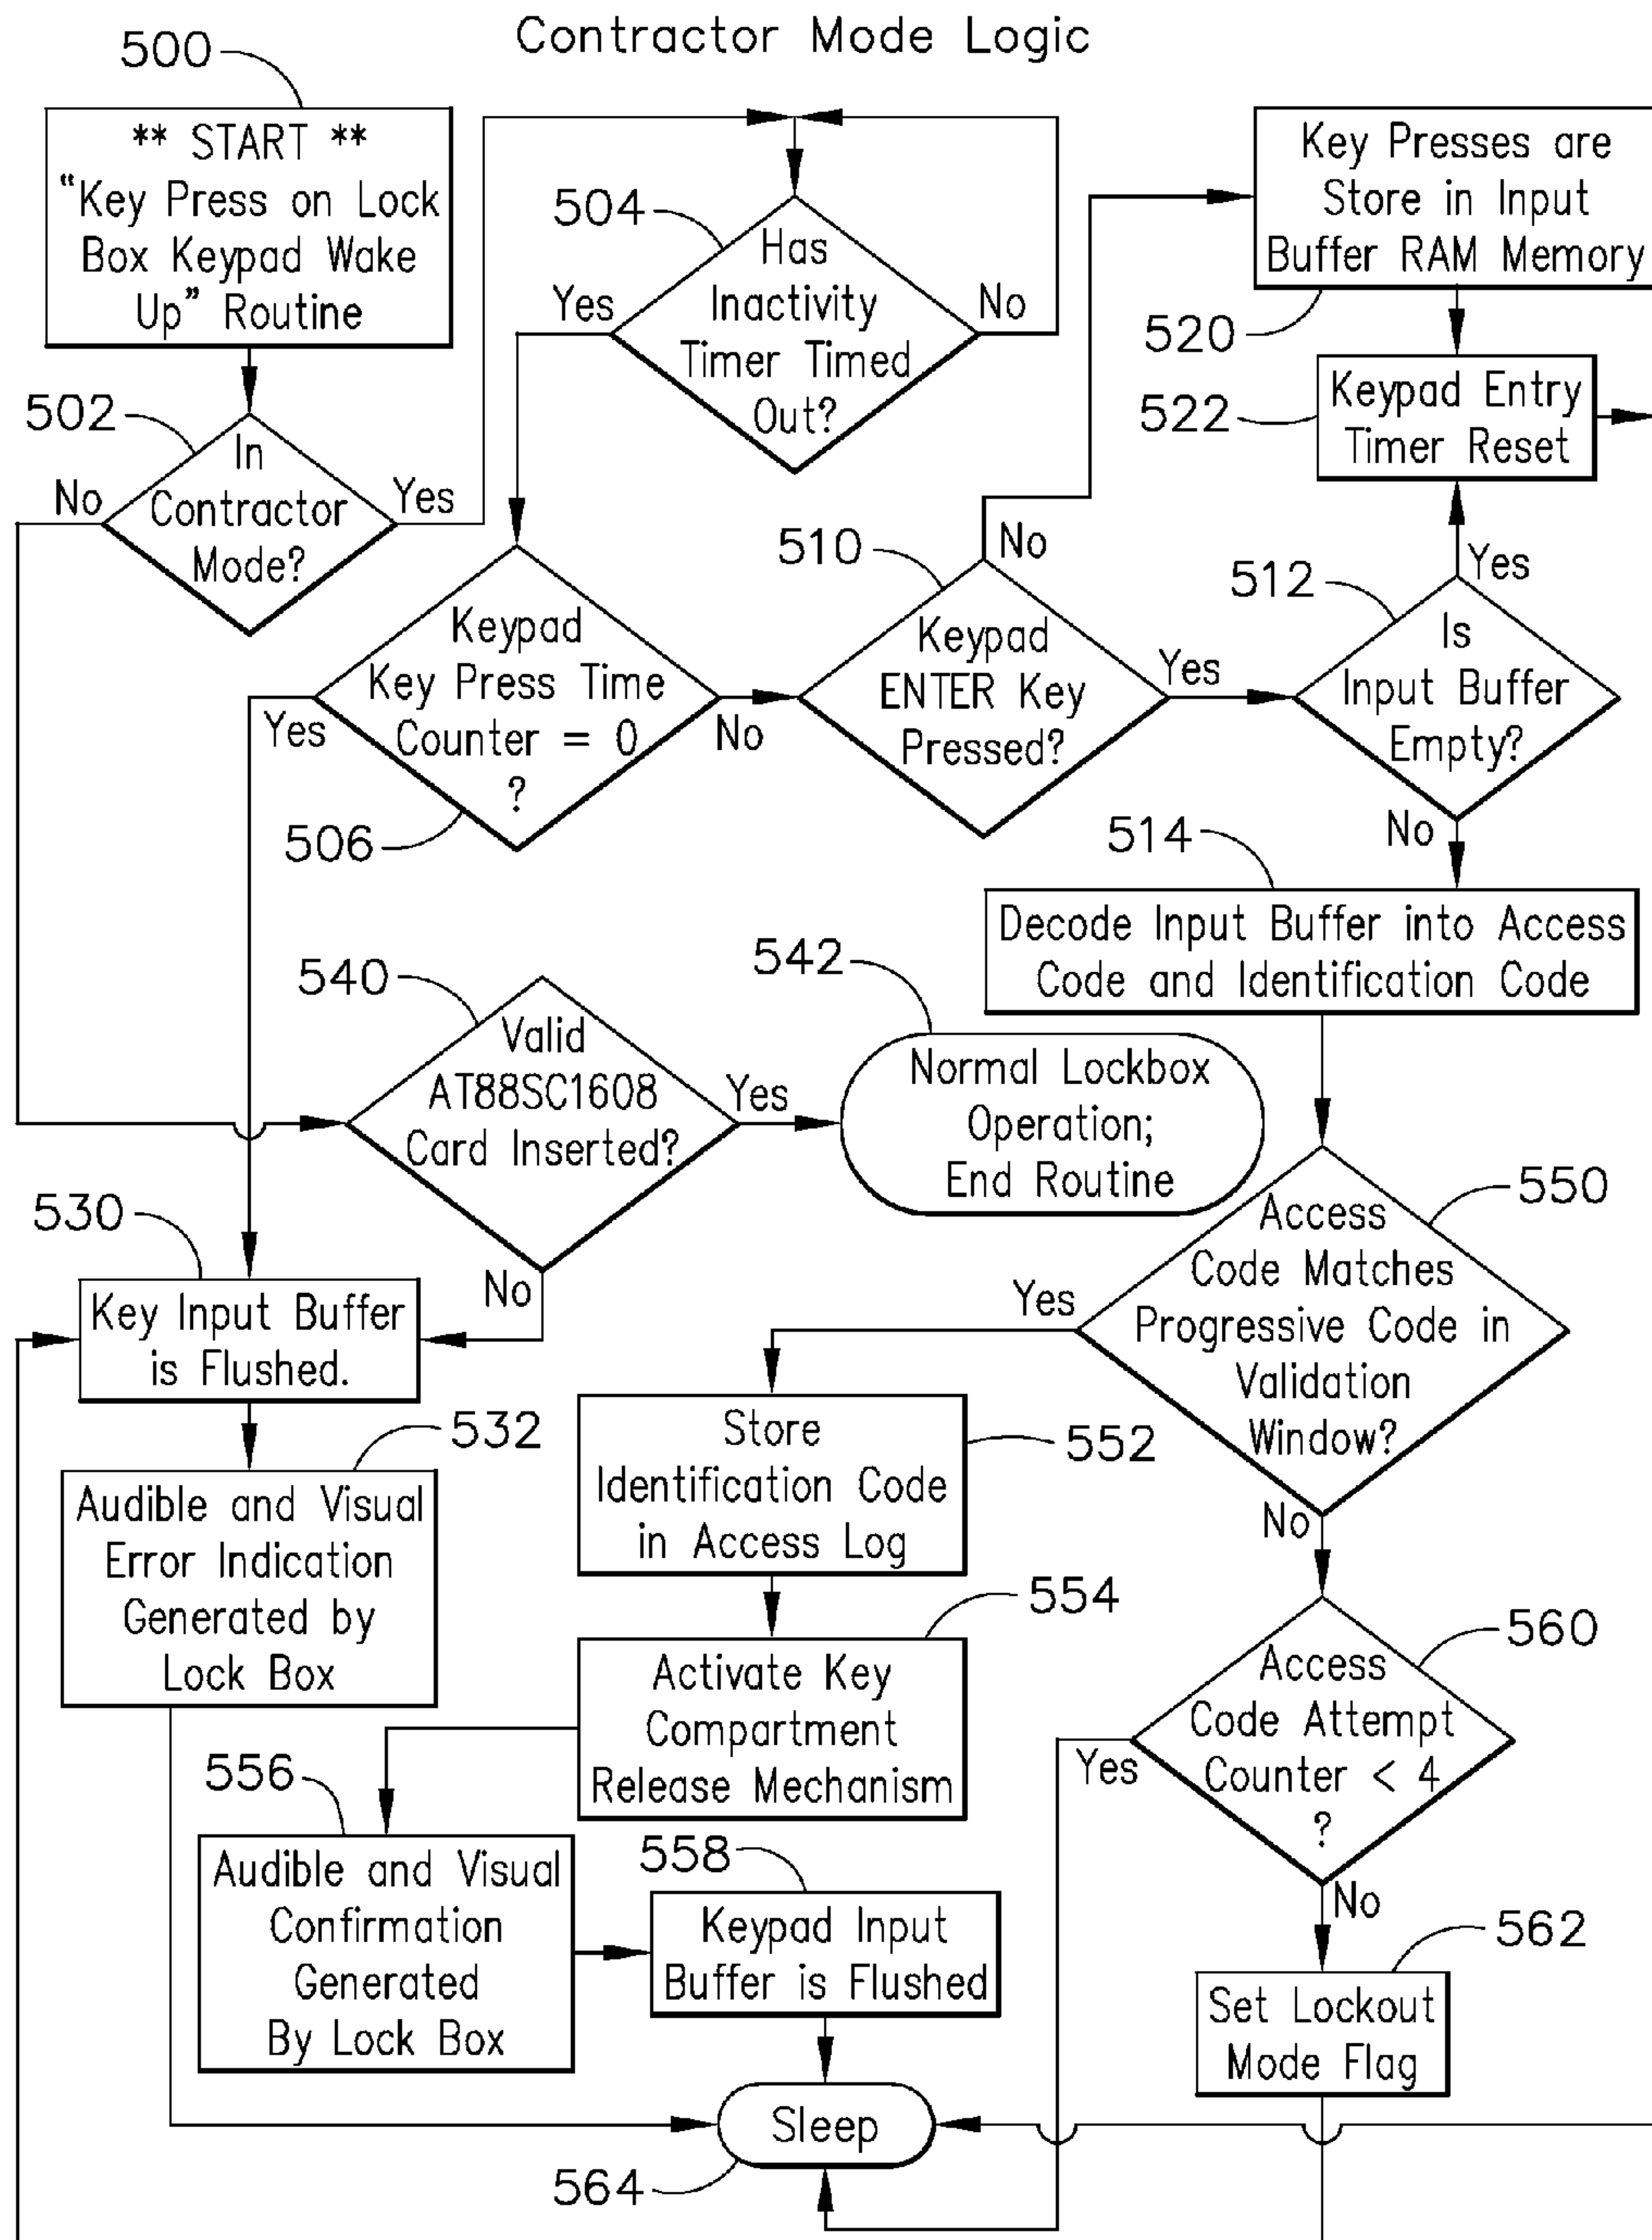 Contractor Mode Logic
500
** START **
“Key Press on Lock
Box Keypad Wake
Up” Routine
502
In
Contractor
Mode?
No
Yes
504
Has
Inactivity
Timer Timed
Out?
Yes
No
Key Presses are
Store in Input
Buffer RAM Memory
520
Keypad Entry
Timer Reset
522
506
Keypad
Key Press Time
Counter = 0
?
Yes
No
510
Keypad
ENTER Key
Pressed?
No
Yes
512
Is
Input Buffer
Empty?
Yes
No
514
Decode Input Buffer into Access
Code and Identification Code
540
Valid
AT88SC1608
Card Inserted?
Yes
No
542
Normal Lockbox
Operation;
End Routine
530
Key Input Buffer
is Flushed.
532
Audible and Visual
Error Indication
Generated by
Lock Box
550
Access
Code Matches
Progressive Code in
Validation
Window?
Yes
No
552
Store
Identification Code
in Access Log
554
Activate Key
Compartment
Release Mechanism
556
Audible and Visual
Confirmation
Generated
By Lock Box
558
Keypad Input
Buffer is Flushed
560
Access
Code Attempt
Counter < 4
?
Yes
No
562
Set Lockout
Mode Flag
Sleep
564